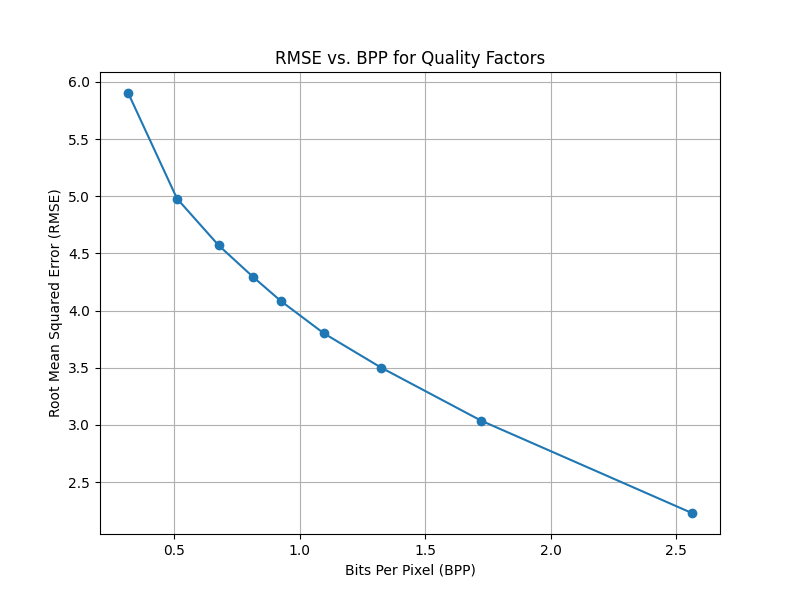 RMSE vs. BPP for Quality Factors
6.0
5.5
5.0
4.5
4.0
3.5
3.0
2.5
Root Mean Squared Error (RMSE)
0.5 1.0 1.5 2.0 2.5
Bits Per Pixel (BPP)